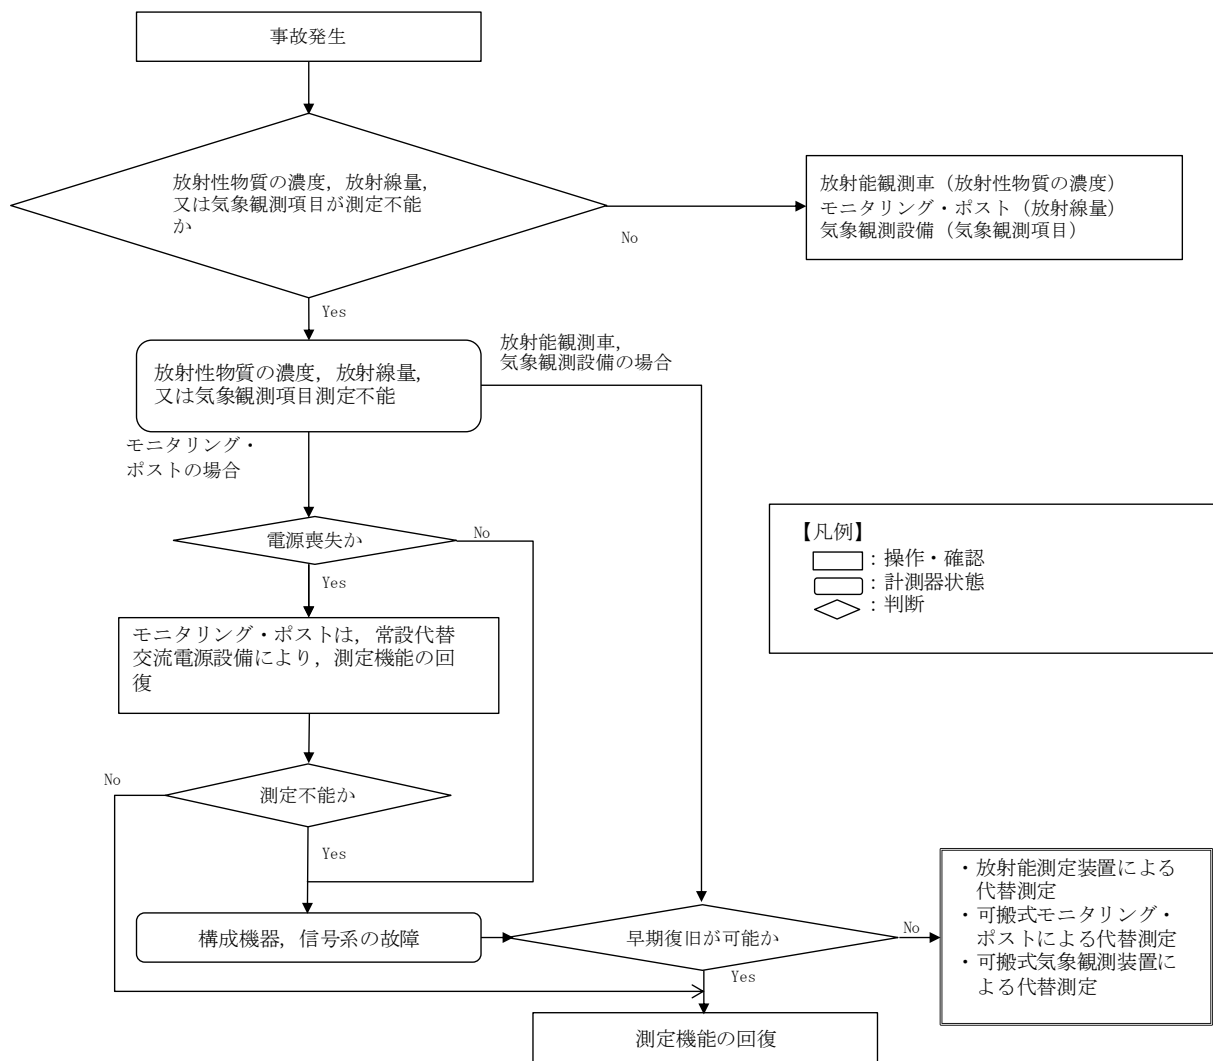 事故発生
放射性物質の濃度，放射線量，
又は気象観測項目が測定不能
か
No
放射能観測車（放射性物質の濃度）
モニタリング・ポスト（放射線量）
気象観測設備（気象観測項目）
Yes
放射能観測車，
気象観測設備の場合
放射性物質の濃度，放射線量，
又は気象観測項目測定不能
モニタリング・
ポストの場合
電源喪失か
No
Yes
【凡例】
：操作・確認
：計測器状態
：判断
モニタリング・ポストは，常設代替
交流電源設備により，測定機能の回
復
No
測定不能か
Yes
構成機器，信号系の故障
早期復旧が可能か
No
Yes
・放射能測定装置による
代替測定
・可搬式モニタリング・
ポストによる代替測定
・可搬式気象観測装置に
よる代替測定
測定機能の回復